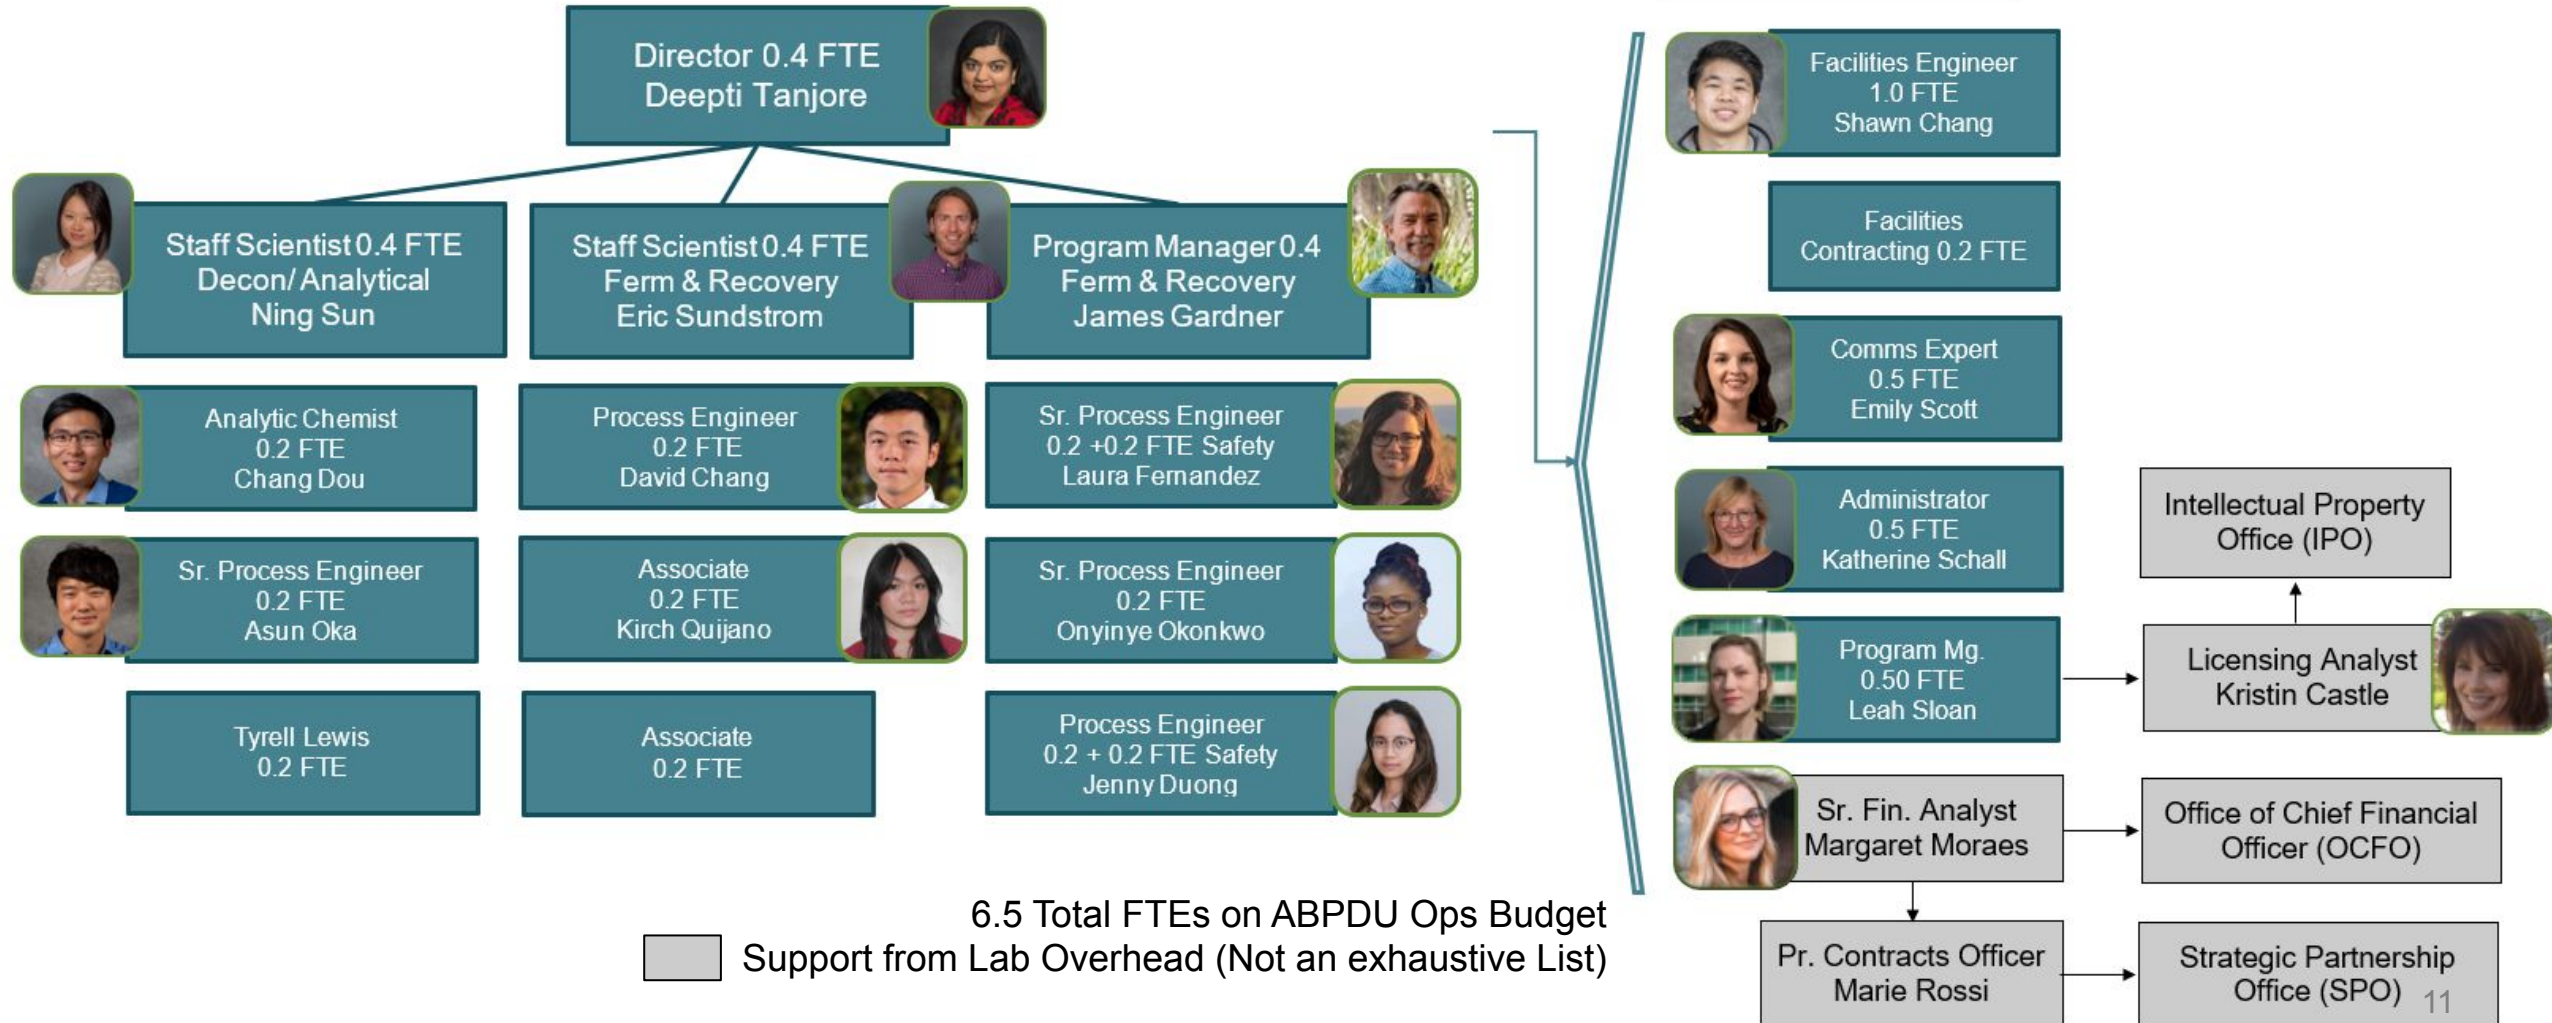 Director 0.4 FTE
Deepti Tanjore
Staff Scientist 0.4 FTE
Decon/ Analytical
Ning Sun
Staff Scientist 0.4 FTE
Ferm & Recovery
Eric Sundstrom
Program Manager 0.4
Ferm & Recovery
James Gardner
Analytic Chemist
0.2 FTE
Chang Dou
Process Engineer
0.2 FTE
David Chang
Sr. Process Engineer
0.2 +0.2 FTE Safety
Laura Fernandez
Sr. Process Engineer
0.2 FTE
Asun Oka
Associate
0.2 FTE
Kirch Quijano
Sr. Process Engineer
0.2 FTE
Onyinye Okonkwo
Tyrell Lewis
0.2 FTE
Associate
0.2 FTE
Process Engineer
0.2 + 0.2 FTE Safety
Jenny Duong
Facilities Engineer
1.0 FTE
Shawn Chang
Facilities
Contracting 0.2 FTE
Comms Expert
0.5 FTE
Emily Scott
Administrator
0.5 FTE
Katherine Schall
Program Mg.
0.50 FTE
Leah Sloan
Intellectual Property
Office (IPO)
Licensing Analyst
Kristin Castle
Sr. Fin. Analyst
Margaret Moraes
Office of Chief Financial
Officer (OCFO)
Pr. Contracts Officer
Marie Rossi
Strategic Partnership
Office (SPO)
6.5 Total FTEs on ABPDU Ops Budget
Support from Lab Overhead (Not an exhaustive List)
11